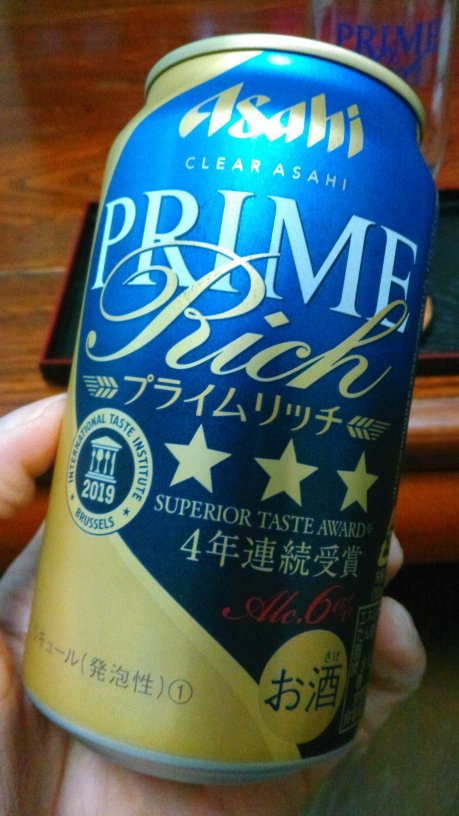 PRIME
Asahi
CLEAR ASAHI
PRIME
Rich
プライムリッチ
INTERNATIONAL TASTE INSTITUTE
2019
BRUSSELS
SUPERIOR TASTE AWARD
4年連続受賞
Alc.6%
キュール(発泡性)①
さけ
お酒